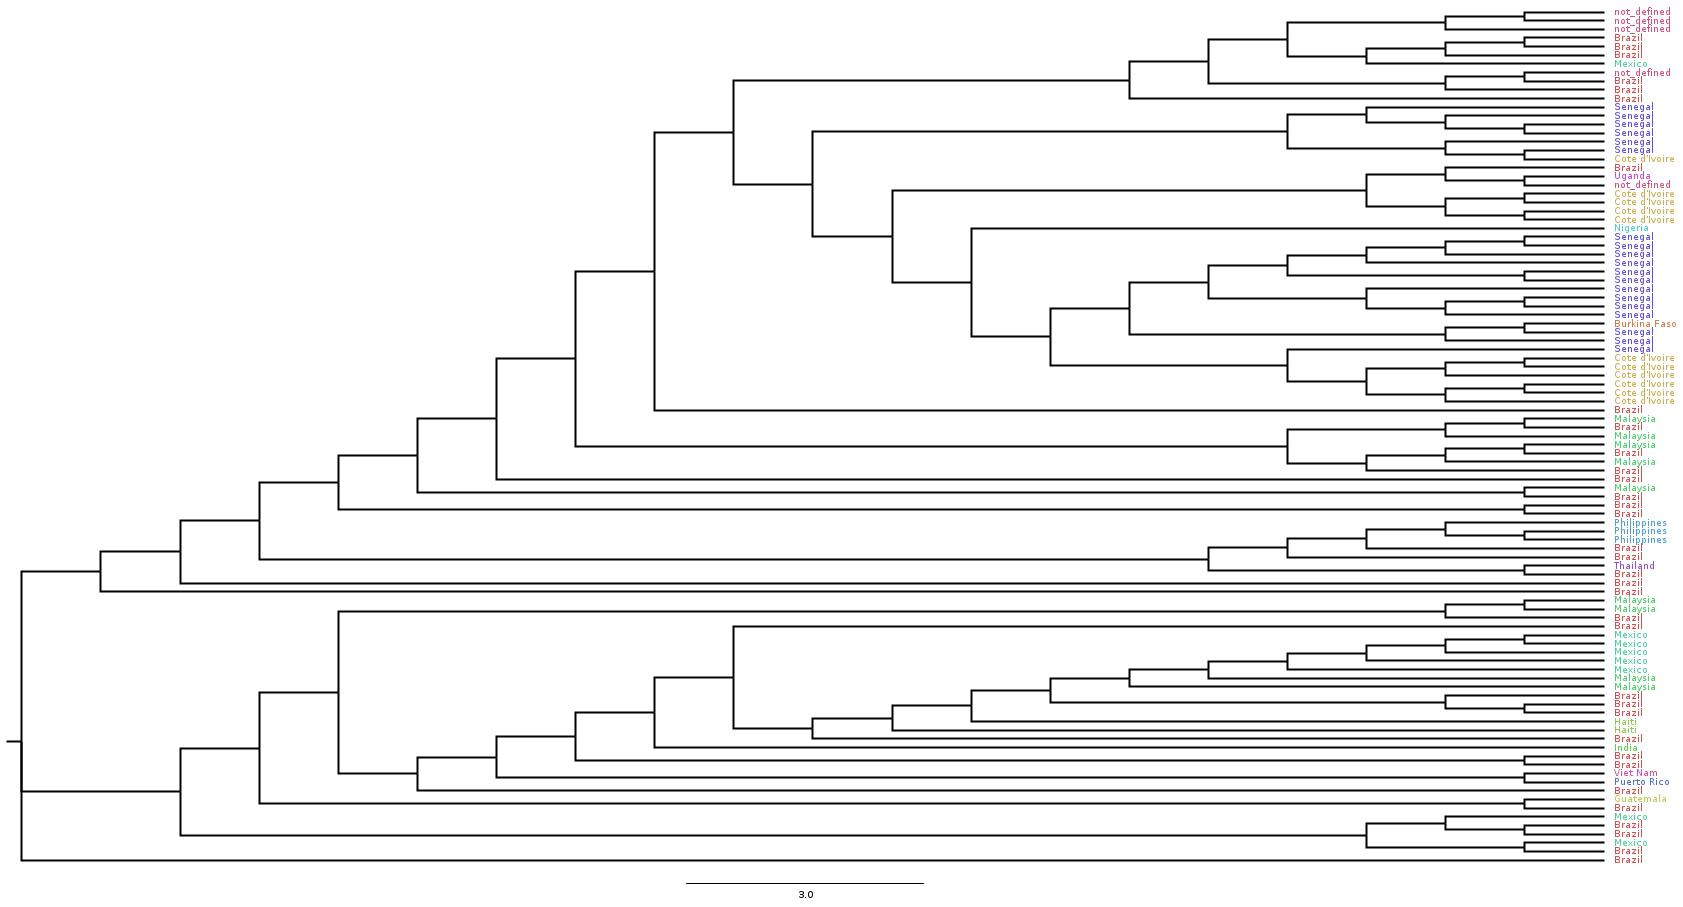 not_defined
not_defined
not_defined
Brazil
Brazil
Brazil
Mexico
not_defined
Brazil
Brazil
Brazil
Senegal
Senegal
Senegal
Senegal
Senegal
Senegal
Cote d'Ivoire
Brazil
Uganda
not_defined
Cote d'Ivoire
Cote d'Ivoire
Cote d'Ivoire
Cote d'Ivoire
Nigeria
Senegal
Senegal
Senegal
Senegal
Senegal
Senegal
Senegal
Senegal
Senegal
Senegal
Burkina Faso
Senegal
Senegal
Senegal
Cote d'Ivoire
Cote d'Ivoire
Cote d'Ivoire
Cote d'Ivoire
Cote d'Ivoire
Cote d'Ivoire
Brazil
Malaysia
Brazil
Malaysia
Malaysia
Brazil
Malaysia
Brazil
Brazil
Malaysia
Brazil
Brazil
Brazil
Philippines
Philippines
Philippines
Brazil
Brazil
Thailand
Brazil
Brazil
Brazil
Malaysia
Malaysia
Brazil
Brazil
Mexico
Mexico
Mexico
Mexico
Mexico
Malaysia
Malaysia
Brazil
Brazil
Brazil
Haiti
Haiti
Brazil
India
Brazil
Brazil
Viet Nam
Puerto Rico
Brazil
Guatemala
Brazil
Mexico
Brazil
Brazil
Mexico
Brazil
Brazil
3.0